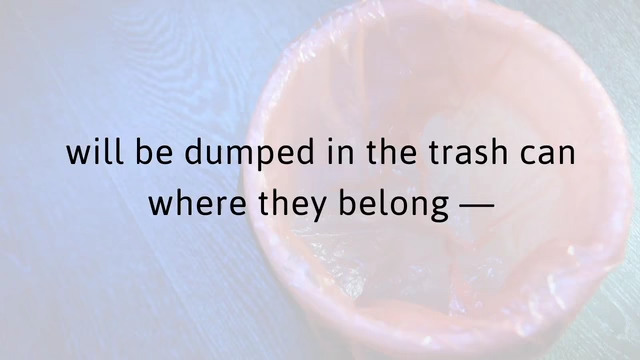 will be dumped in the trash can
where they belong —